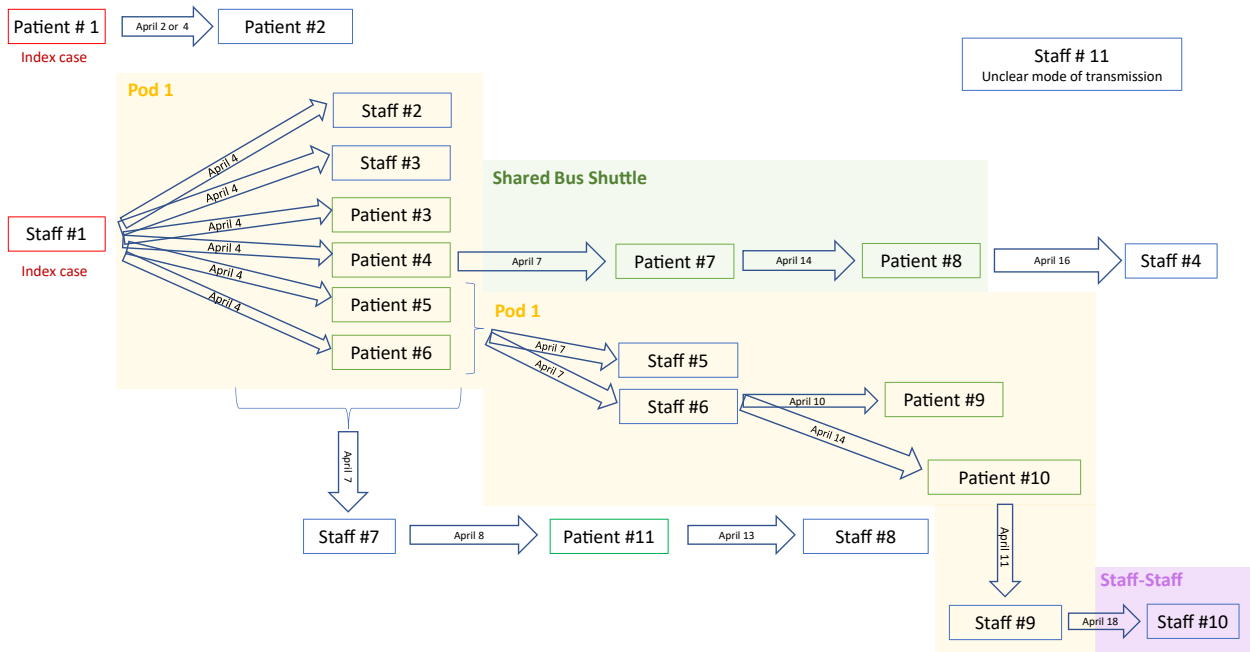 Patient # 1
April 2 or 4
Patient #2
Index case
Staff # 11
Unclear mode of transmission
Pod 1
Staff #2
April 4
Staff #3
April 4
Shared Bus Shuttle
Patient #3
April 4
Staff #1
Index case
Patient #4
April 4
April 7
Patient #7
April 14
Patient #8
April 16
Staff #4
Patient #5
April 4
Patient #6
April 4
Pod 1
April 7
Staff #5
April 7
Staff #6
April 10
Patient #9
April 14
Patient #10
April 7
Staff #7
April 8
Patient #11
April 13
Staff #8
April 11
Staff-Staff
Staff #9
April 18
Staff #10